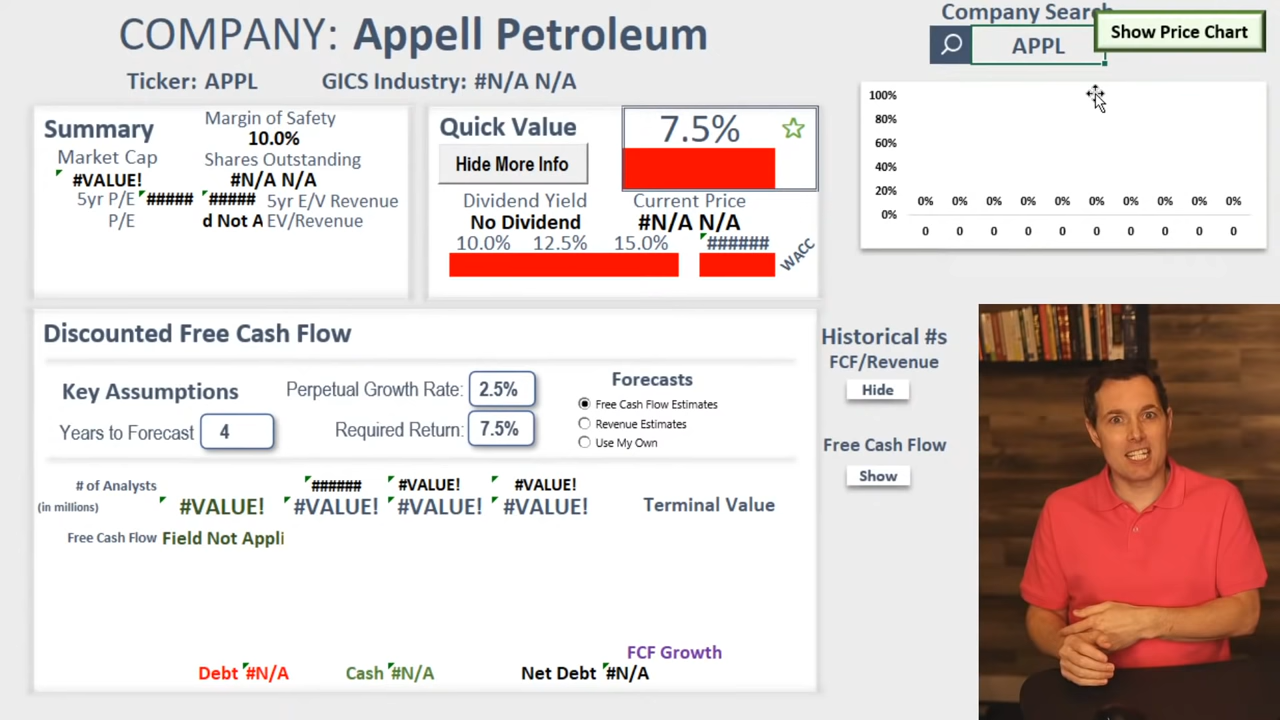 COMPANY: Appell Petroleum
Ticker: APPL
GICS Industry: #N/A N/A
Company Search
APPL
Show Price Chart
Summary
Margin of Safety
10.0%
Market Cap
Shares Outstanding
#VALUE!
#N/A N/A
5yr P/E ##### ##### 5yr E/V Revenue
P/E d Not A EV/Revenue
Quick Value
7.5%
Hide More Info
Dividend Yield
Current Price
No Dividend
#N/A N/A
10.0% 12.5% 15.0% ######
WACC
100%
80%
60%
40%
20%
0%
0% 0% 0% 0% 0% 0% 0% 0% 0% 0%
0 0 0 0 0 0 0 0 0 0
Discounted Free Cash Flow
Key Assumptions
Years to Forecast 4
Perpetual Growth Rate: 2.5%
Required Return: 7.5%
Forecasts
Free Cash Flow Estimates
Revenue Estimates
Use My Own
Historical #s
FCF/Revenue
Hide
Free Cash Flow
Show
# of Analysts ###### #VALUE! #VALUE!
(in millions) #VALUE! #VALUE! #VALUE! #VALUE! Terminal Value
Free Cash Flow Field Not Appli
FCF Growth
Debt #N/A Cash #N/A Net Debt #N/A